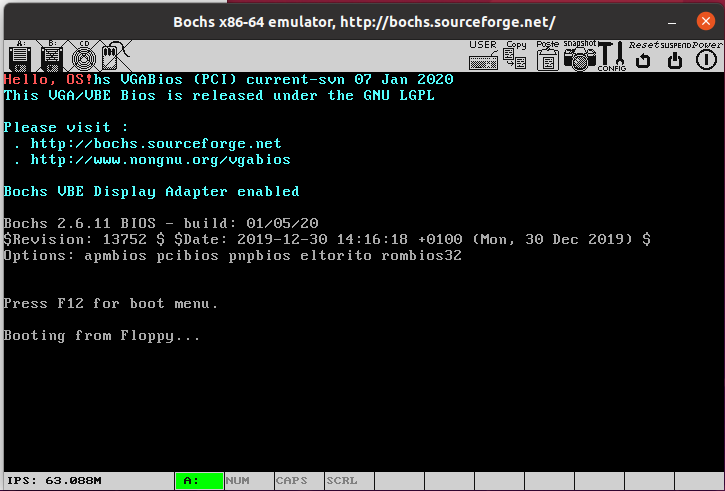 Bochs x86-64 emulator, http://bochs.sourceforge.net/
A: B: CD USER Copy Paste snapshot CONFIG Reset SUSPEND Power
Hello, OS!hs VGABios (PCI) current-svn 07 Jan 2020
This VGA/VBE Bios is released under the GNU LGPL
Please visit :
. http://bochs.sourceforge.net
. http://www.nongnu.org/vgabios
Bochs VBE Display Adapter enabled
Bochs 2.6.11 BIOS - build: 01/05/20
$Revision: 13752 $ $Date: 2019-12-30 14:16:18 +0100 (Mon, 30 Dec 2019) $
Options: apmbios pcibios pnpbios eltorito rombios32
Press F12 for boot menu.
Booting from Floppy...
IPS: 63.088M A: NUM CAPS SCRL